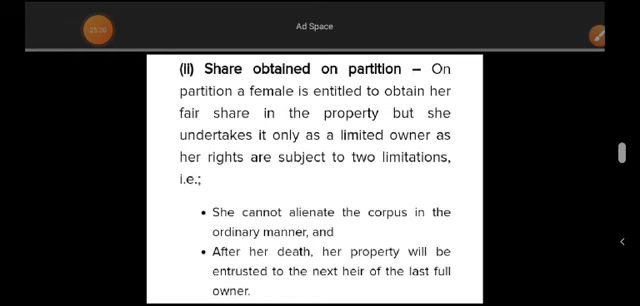 Ad Space
(ii) Share obtained on partition – On
partition a female is entitled to obtain her
fair share in the property but she
undertakes it only as a limited owner as
her rights are subject to two limitations,
i.e.;
• She cannot alienate the corpus in the
ordinary manner, and
• After her death, her property will be
entrusted to the next heir of the last full
owner.